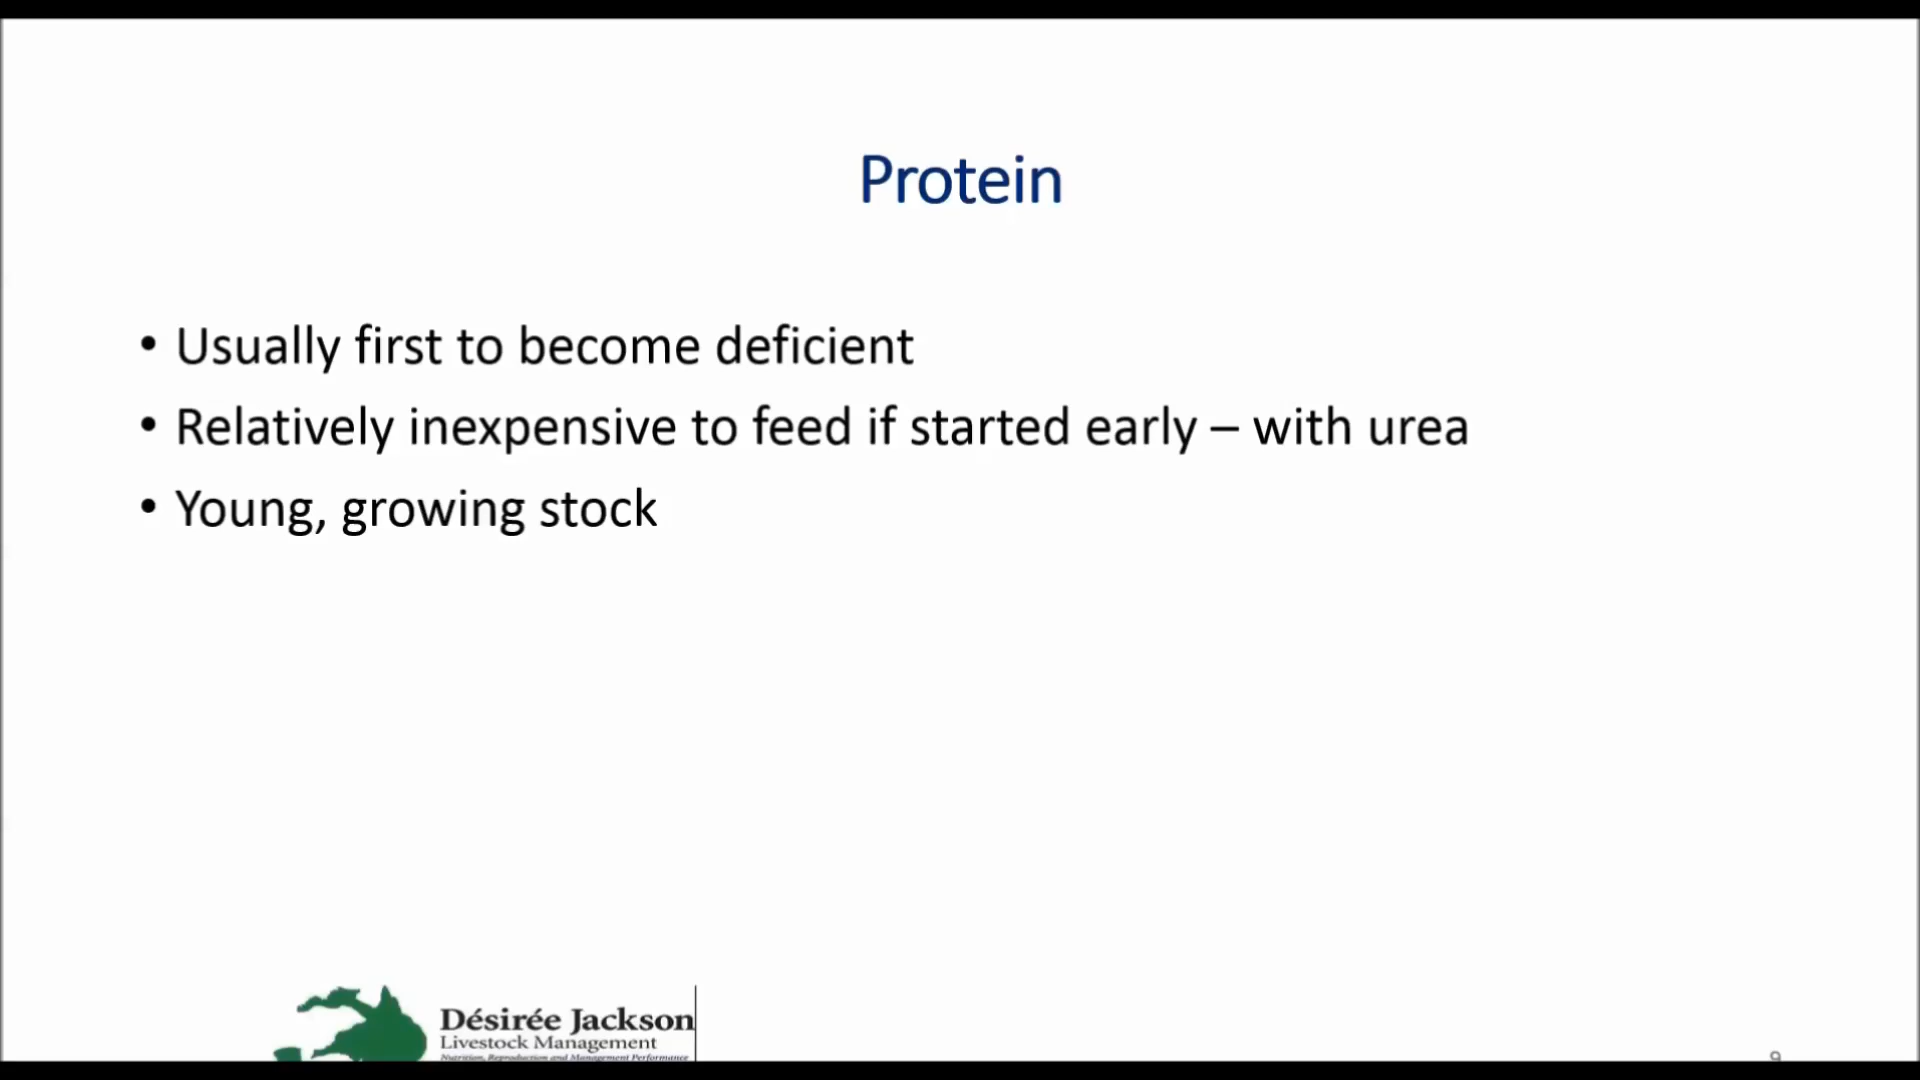 Protein
• Usually first to become deficient
• Relatively inexpensive to feed if started early – with urea
• Young, growing stock
Désirée Jackson
Livestock Management
Nutrition, Reproduction and Management Performance
9